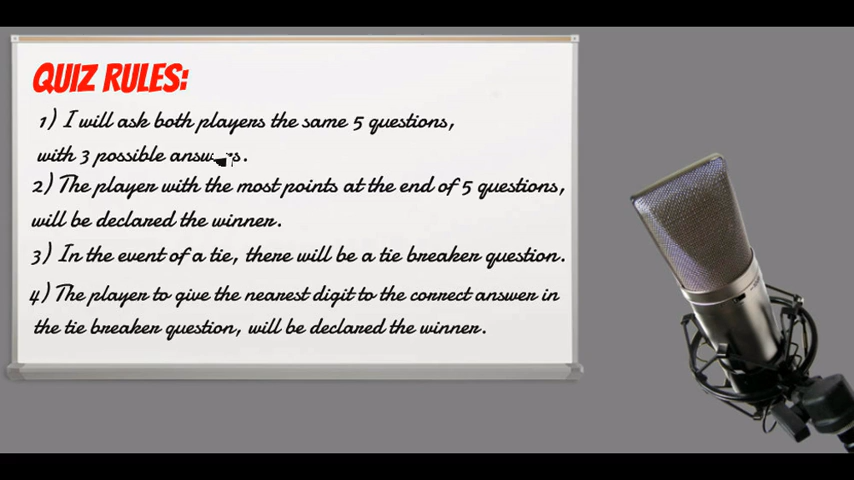 QUIZ RULES:
1) I will ask both players the same 5 questions,
with 3 possible answers.
2) The player with the most points at the end of 5 questions,
will be declared the winner.
3) In the event of a tie, there will be a tie breaker question.
4) The player to give the nearest digit to the correct answer in
the tie breaker question, will be declared the winner.